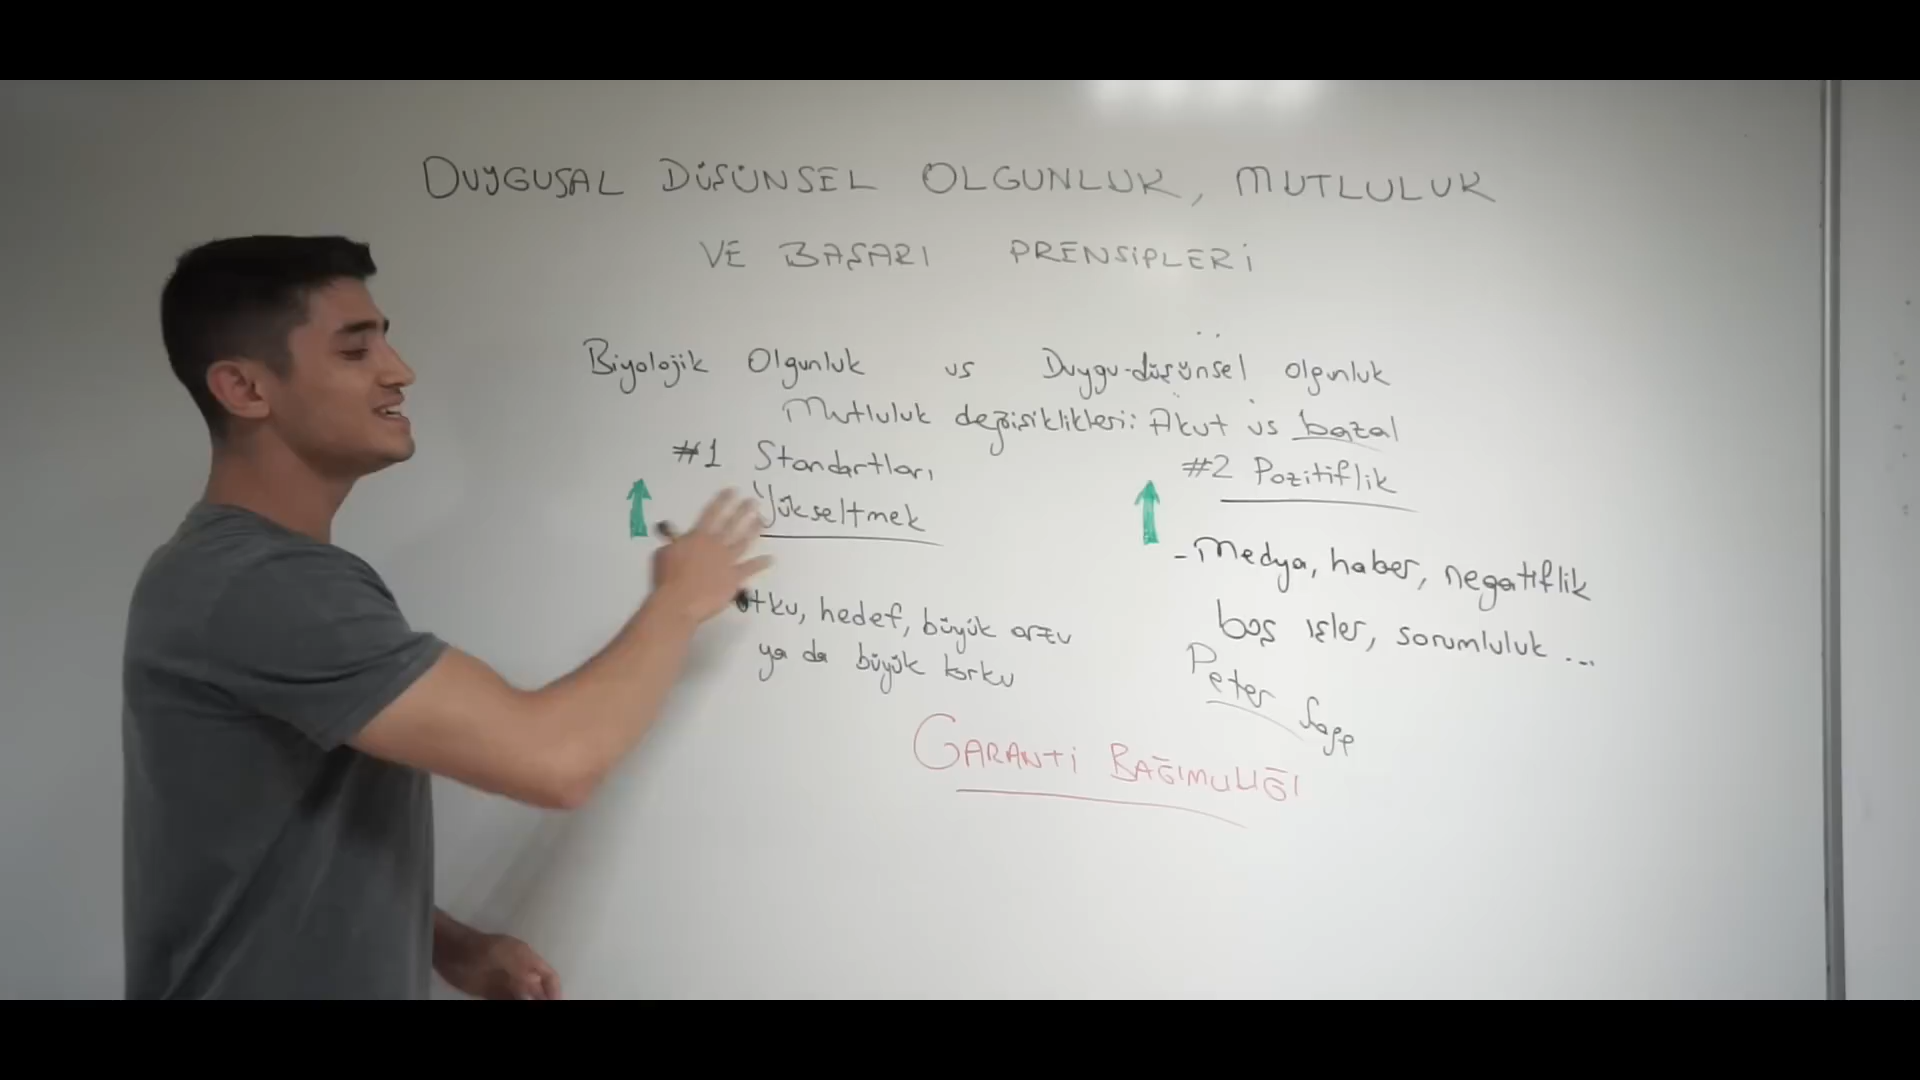 DUYGUSAL DÜŞÜNSEL OLGUNLUK, MUTLULUK
VE BAŞARI PRENSİPLERİ
Biyolojik Olgunluk vs Duygu-düşünsel olgunluk
Mutluluk değişiklikleri: Akut vs bazal
#1 Standartları
Yükseltmek
#2 Pozitiflik
tku, hedef, büyük arzu
ya da büyük korku
- Medya, haber, negatiflik
boş işler, sorumluluk ...
Peter
GARANTİ BAĞIMLILIĞI